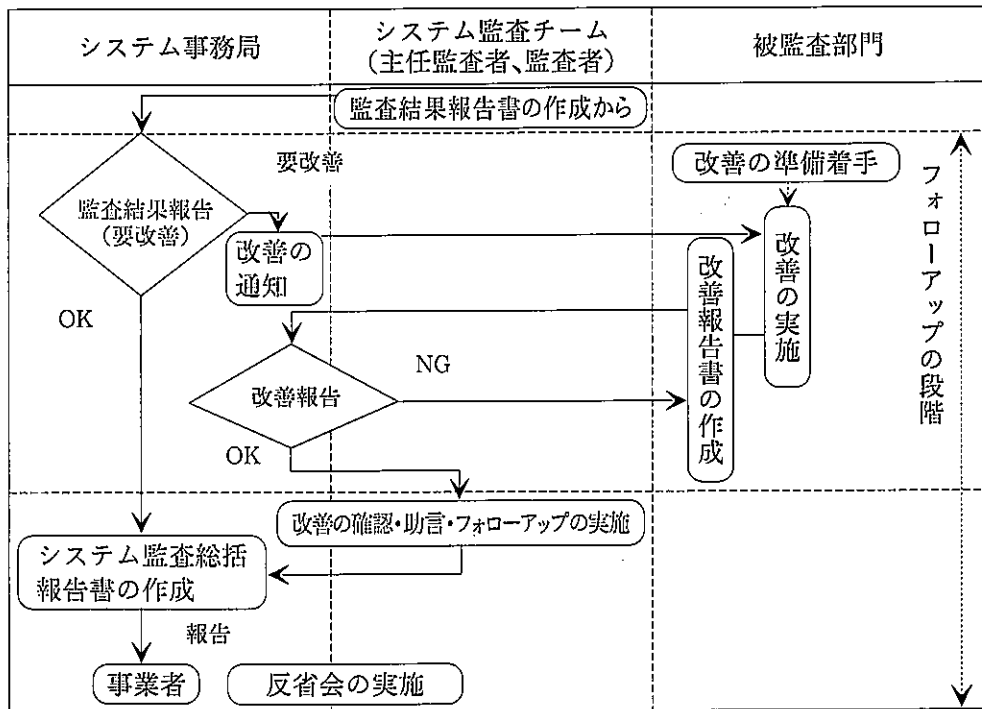 システム事務局
システム監査チーム
(主任監査者、監査者)
被監査部門
監査結果報告書の作成から
要改善
改善の準備着手
監査結果報告
(要改善)
改善の
通知
改善報告書の作成
改善の実施
フォローアップの段階
OK
NG
改善報告
OK
改善の確認・助言・フォローアップの実施
システム監査総括
報告書の作成
報告
事業者
反省会の実施